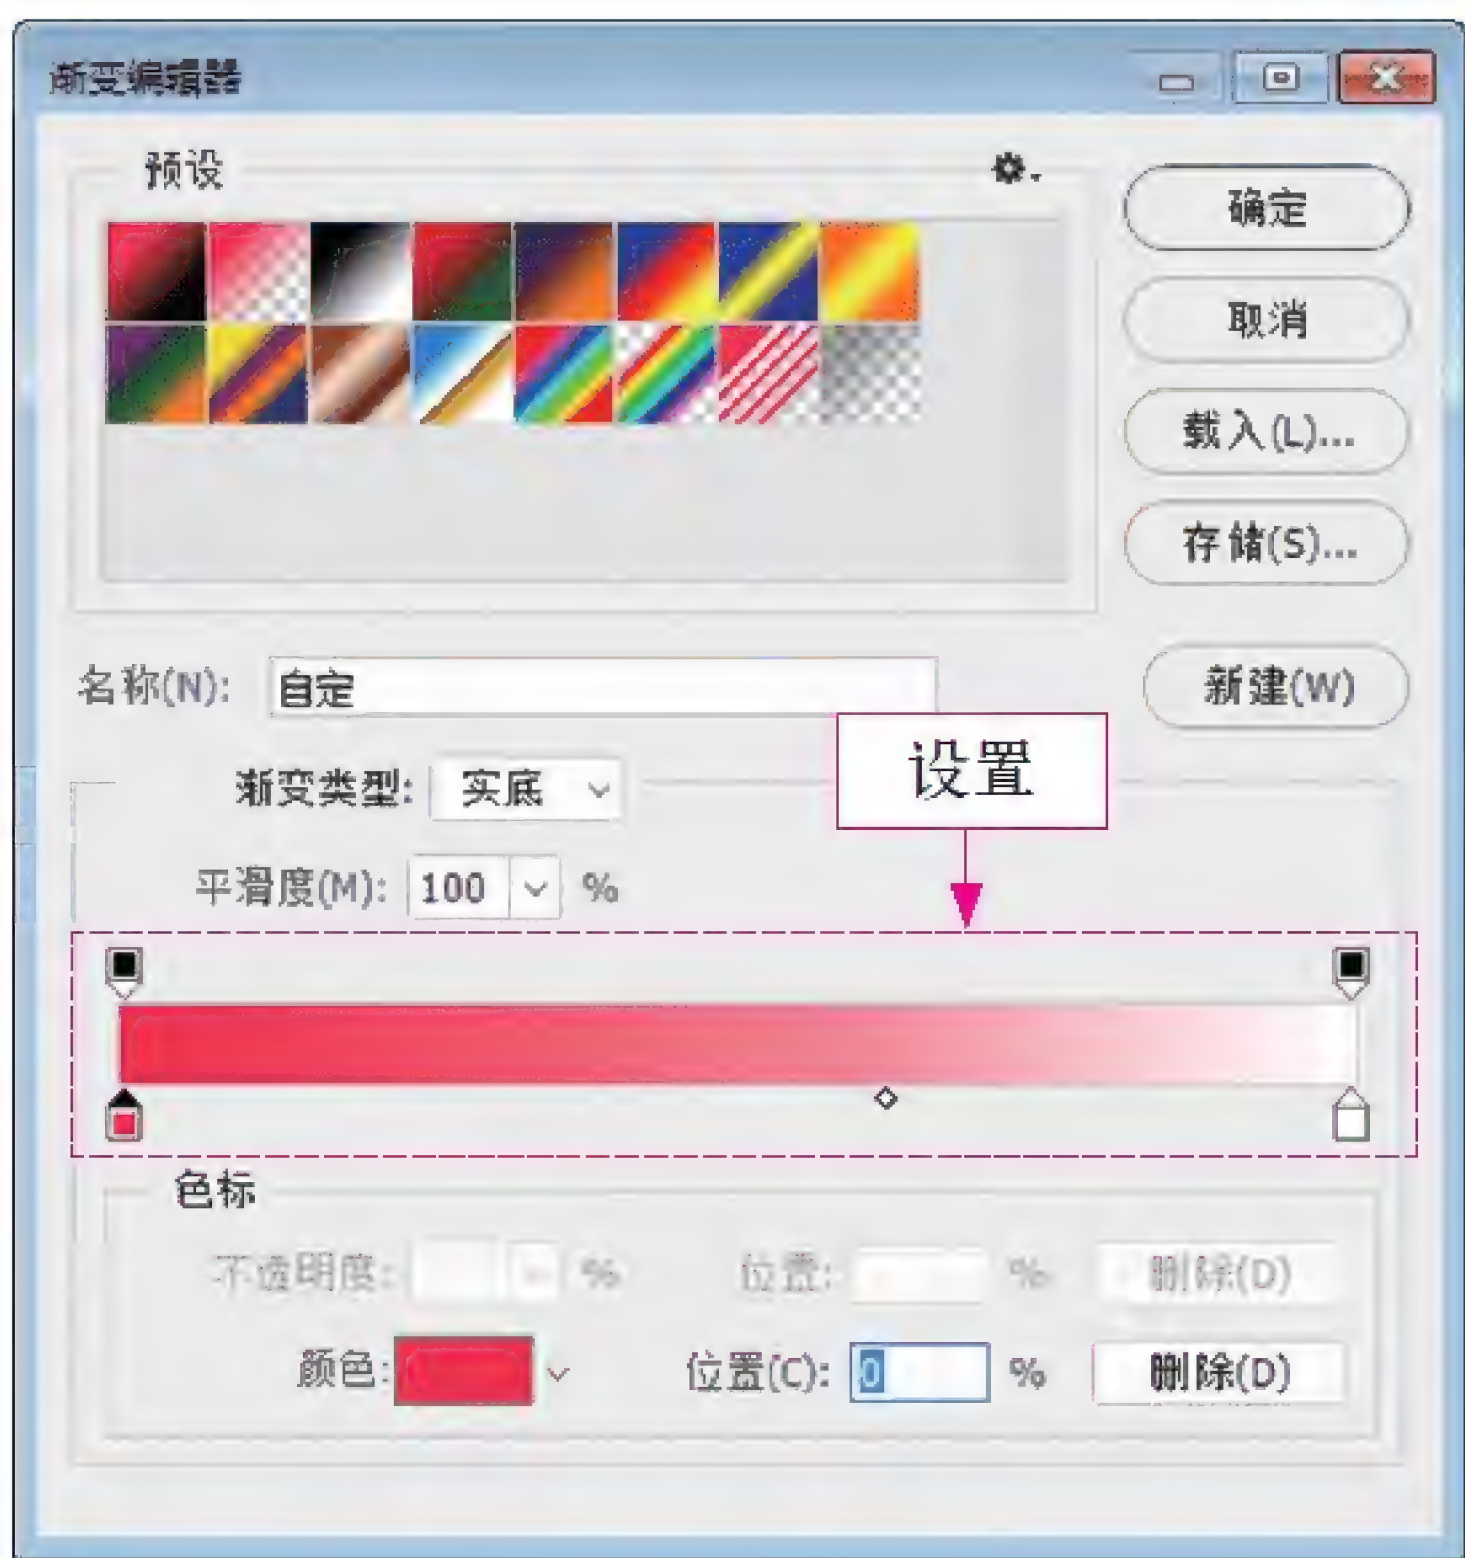 渐变编辑器
预设
确定
取消
载入(L)...
存储(S)...
名称(N): 自定
新建(W)
渐变类型: 实底
设置
平滑度(M): 100 %
色标
不透明度: % 位置: % 删除(D)
颜色: 位置(C): 0 % 删除(D)